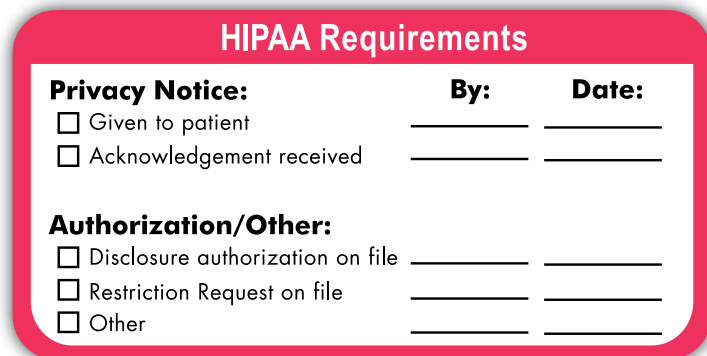 HIPAA Requirements
Privacy Notice: By: Date:
Given to patient
Acknowledgement received
Authorization/Other:
Disclosure authorization on file
Restriction Request on file
Other